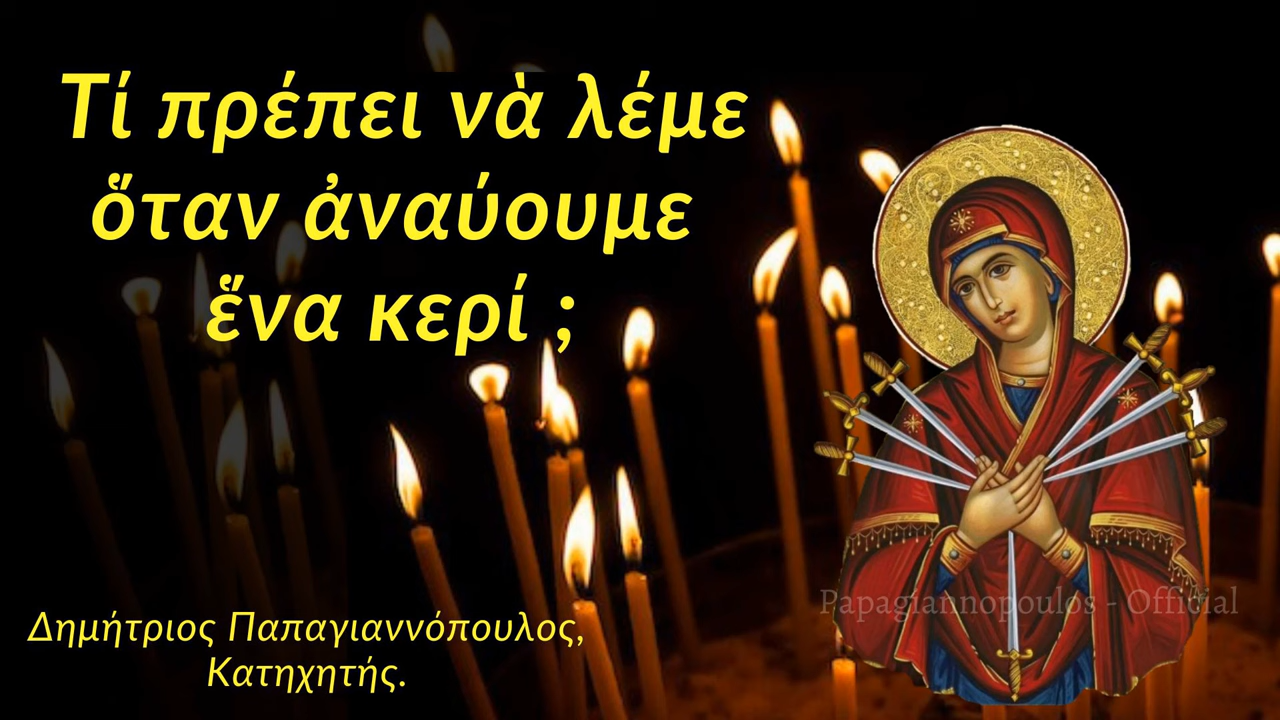 Τί πρέπει νὰ λέμε
ὅταν ἀναύουμε
ἕνα κερί ;
Papagiannopoulos - Official
Δημήτριος Παπαγιαννόπουλος,
Κατηχητής.